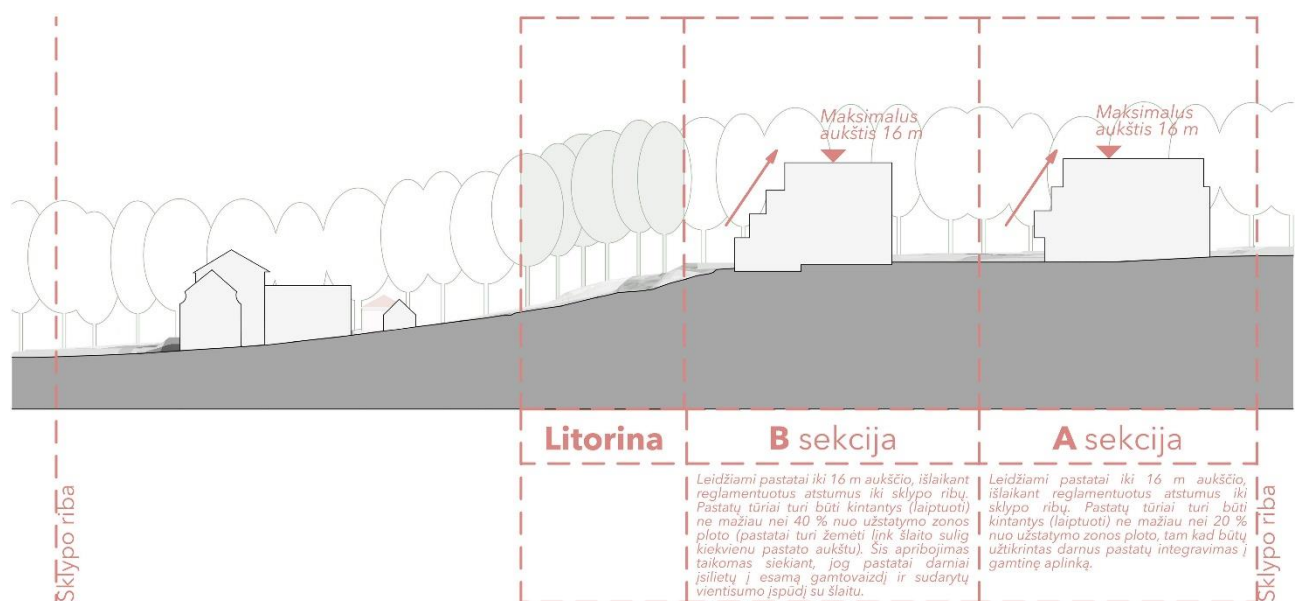 Maksimalus
aukštis 16 m
Maksimalus
aukštis 16 m
Litorina
B sekcija
A sekcija
Sklypo riba
Leidžiami pastatai iki 16 m aukščio, išlaikant
reglamentuotus atstumus iki sklypo ribų.
Pastatų tūriai turi būti kintantys (laiptuoti)
ne mažiau nei 40 % nuo užstatymo zonos
ploto (pastatai turi žemėti link šlaito sulig
kiekvienu pastato aukštu). Šis apribojimas
taikomas siekiant, jog pastatai darniai
įsilietų į esamą gamtovaizdį ir sudarytų
vientisumo įspūdį su šlaitu.
Leidžiami pastatai iki 16 m aukščio,
išlaikant reglamentuotus atstumus iki
sklypo ribų. Pastatų tūriai turi būti
kintantys (laiptuoti) ne mažiau nei 20 %
nuo užstatymo zonos ploto, tam kad būtų
užtikrintas darnus pastatų integravimas į
gamtinę aplinką.
Sklypo riba